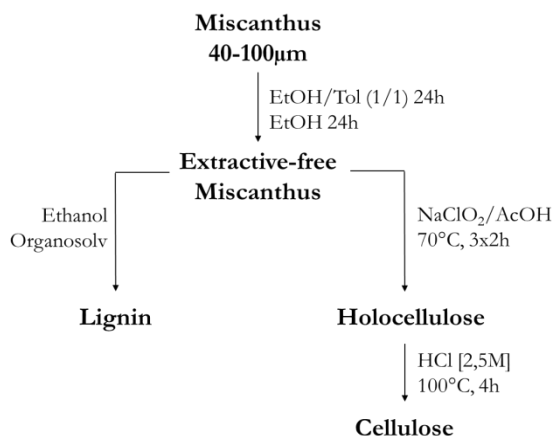 Miscanthus
40-100µm
EtOH/Tol (1/1) 24h
EtOH 24h
Extractive-free
Miscanthus
Ethanol
Organosolv
NaClO₂/AcOH
70°C, 3x2h
Lignin
Holocellulose
HCl [2,5M]
100°C, 4h
Cellulose